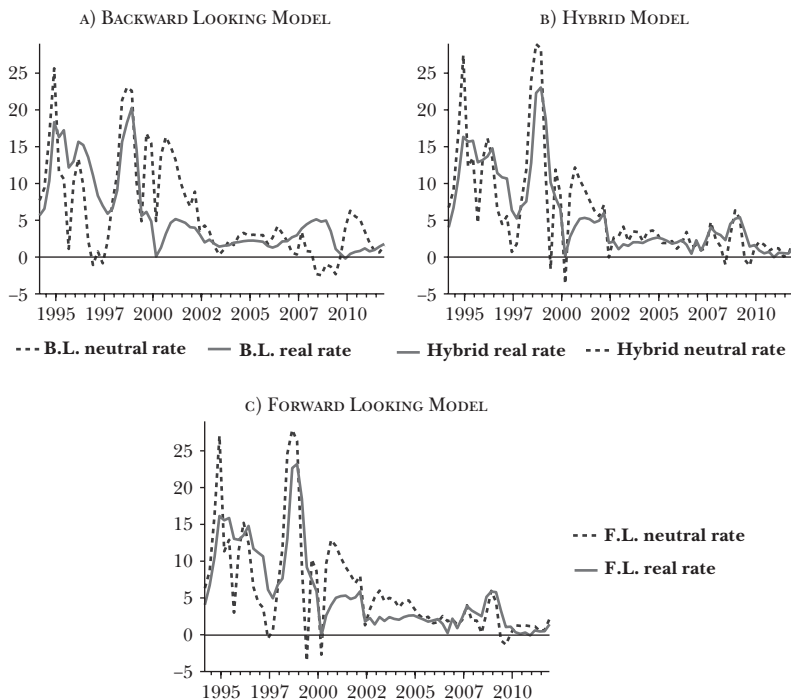 A) BACKWARD LOOKING MODEL
25
20
15
10
5
0
−5
1995 1997 2000 2002 2005 2007 2010
B.L. neutral rate B.L. real rate
B) HYBRID MODEL
25
20
15
10
5
0
−5
1995 1997 2000 2002 2005 2007 2010
Hybrid real rate Hybrid neutral rate
C) FORWARD LOOKING MODEL
25
20
15
10
5
0
−5
1995 1997 2000 2002 2005 2007 2010
F.L. neutral rate
F.L. real rate